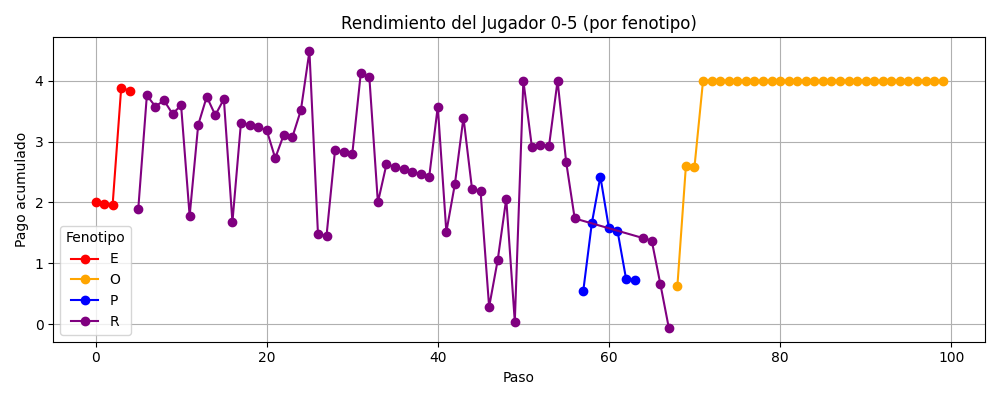 Rendimiento del Jugador 0-5 (por fenotipo)
Pago acumulado
4
3
2
1
0
Fenotipo
E
O
P
R
0 20 40 60 80 100
Paso